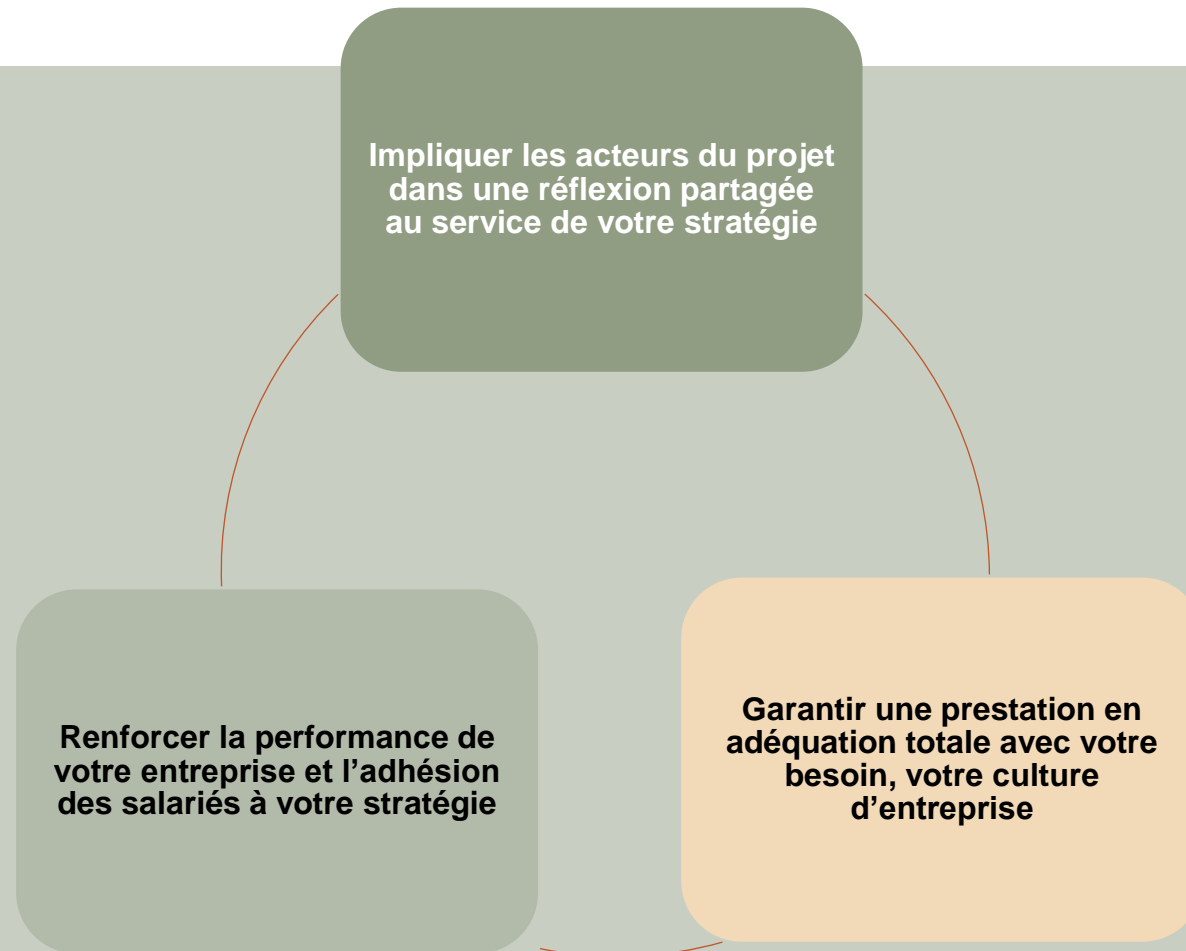 Impliquer les acteurs du projet
dans une réflexion partagée
au service de votre stratégie
Renforcer la performance de
votre entreprise et l’adhésion
des salariés à votre stratégie
Garantir une prestation en
adéquation totale avec votre
besoin, votre culture
d’entreprise